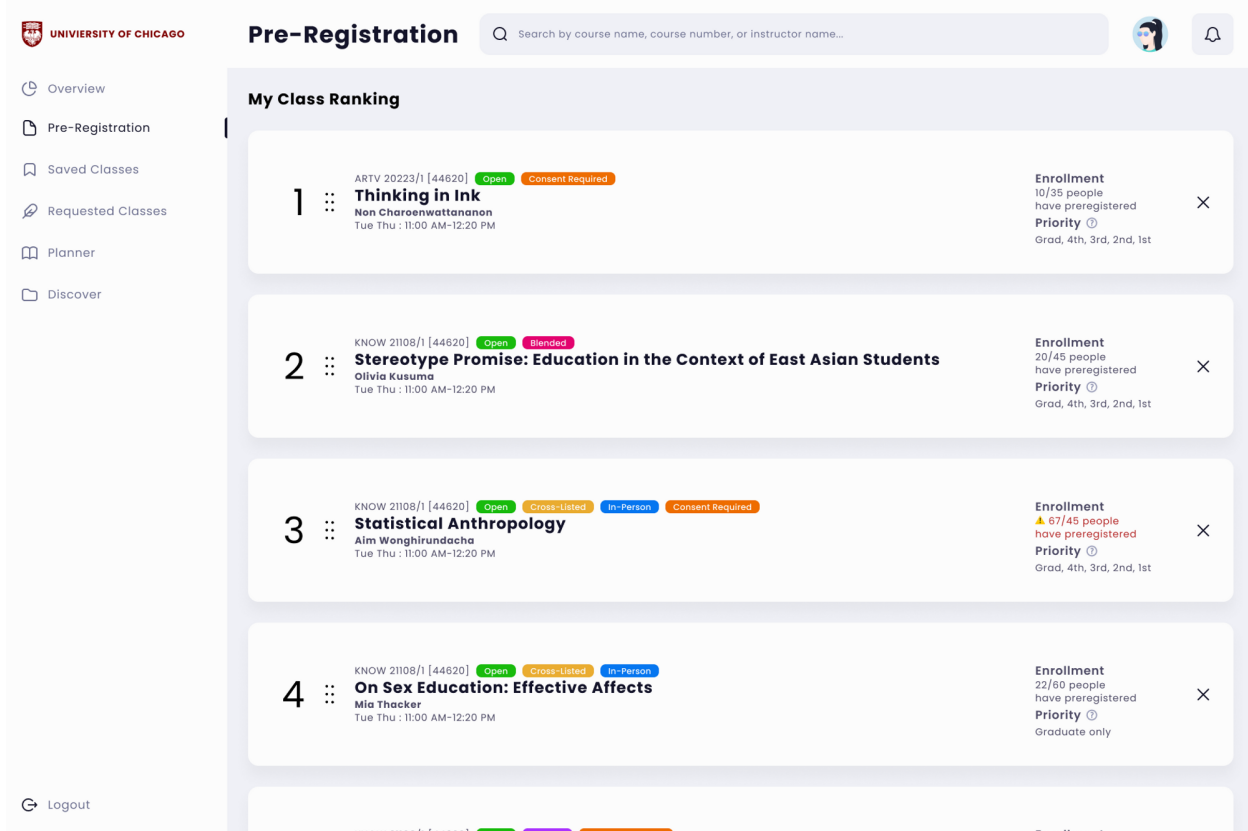 UNIVIERSITY OF CHICAGO
Pre-Registration
Search by course name, course number, or instructor name...
Overview
Pre-Registration
Saved Classes
Requested Classes
Planner
Discover
Logout
My Class Ranking
1
ARTV 20223/1 [44620] Open Consent Required
Thinking in Ink
Non Charoenwattananon
Tue Thu : 11:00 AM-12:20 PM
Enrollment
10/35 people
have preregistered
Priority ?
Grad, 4th, 3rd, 2nd, 1st
2
KNOW 21108/1 [44620] Open Blended
Stereotype Promise: Education in the Context of East Asian Students
Olivia Kusuma
Tue Thu : 11:00 AM-12:20 PM
Enrollment
20/45 people
have preregistered
Priority ?
Grad, 4th, 3rd, 2nd, 1st
3
KNOW 21108/1 [44620] Open Cross-Listed In-Person Consent Required
Statistical Anthropology
Aim Wonghirundacha
Tue Thu : 11:00 AM-12:20 PM
Enrollment
67/45 people
have preregistered
Priority ?
Grad, 4th, 3rd, 2nd, 1st
4
KNOW 21108/1 [44620] Open Cross-Listed In-Person
On Sex Education: Effective Affects
Mia Thacker
Tue Thu : 11:00 AM-12:20 PM
Enrollment
22/60 people
have preregistered
Priority ?
Graduate only